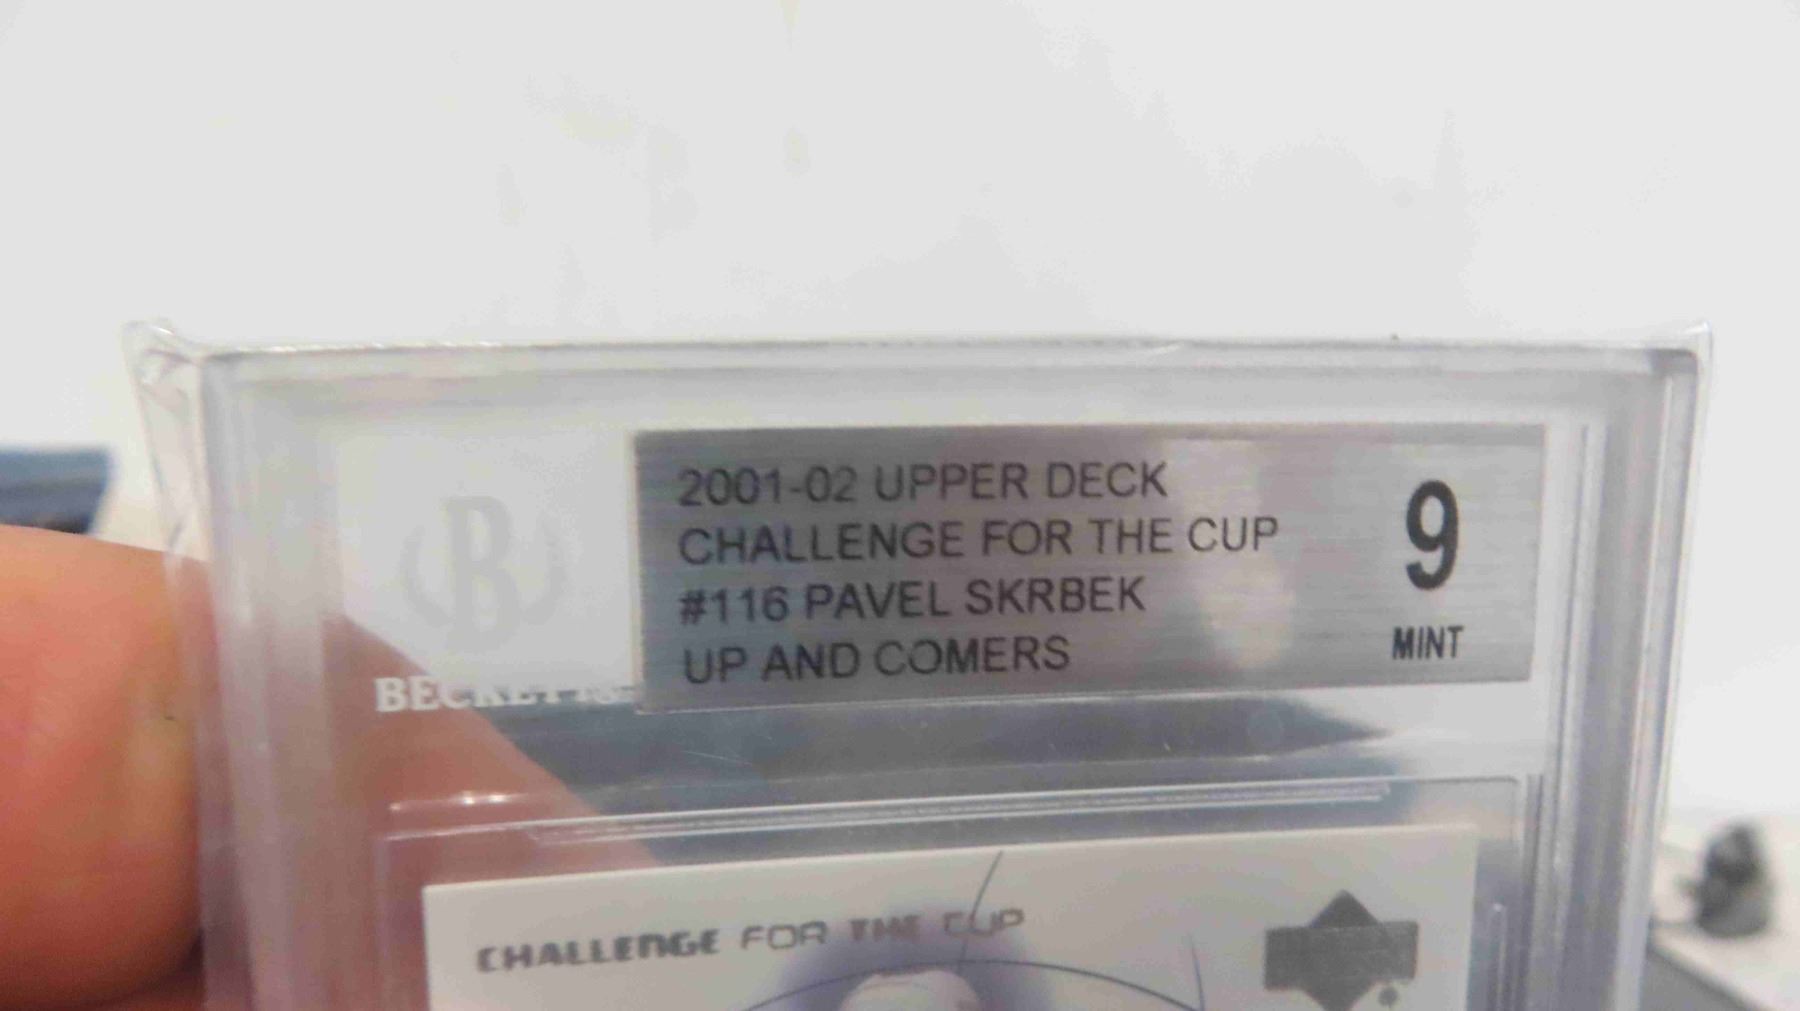 2001-02 UPPER DECK
CHALLENGE FOR THE CUP
#116 PAVEL SKRBEK
UP AND COMERS
9
MINT
B
BECKETT
CHALLENGE FOR THE CUP